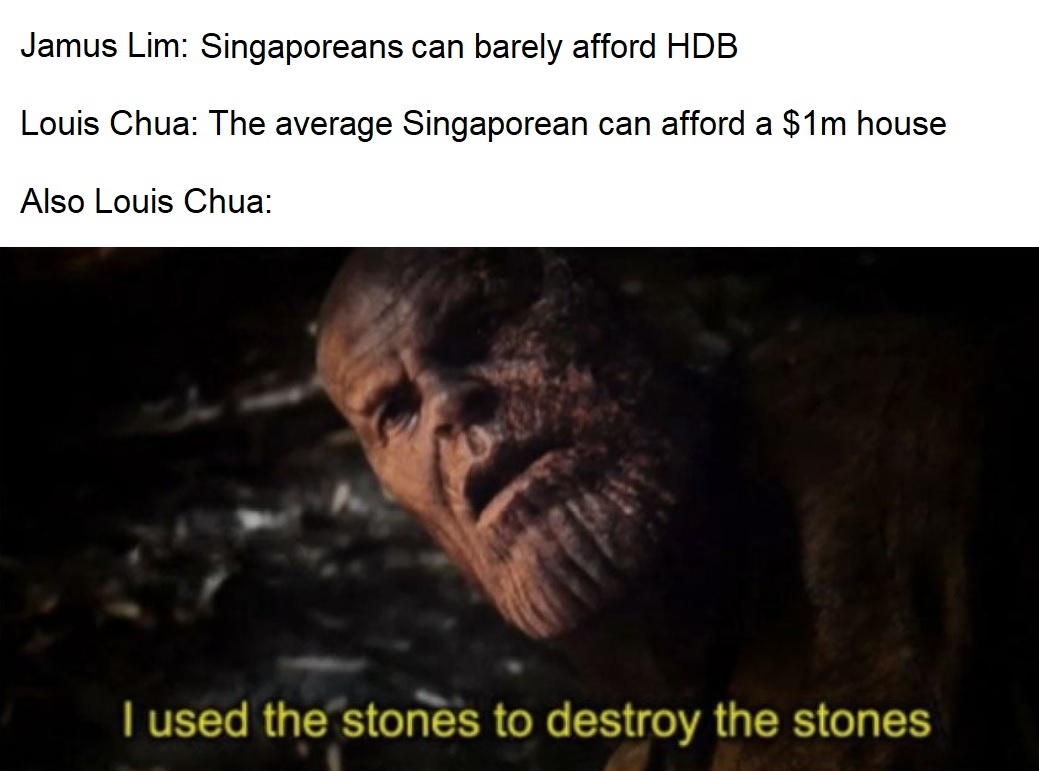 Jamus Lim: Singaporeans can barely afford HDB
Louis Chua: The average Singaporean can afford a $1m house
Also Louis Chua:
I used the stones to destroy the stones